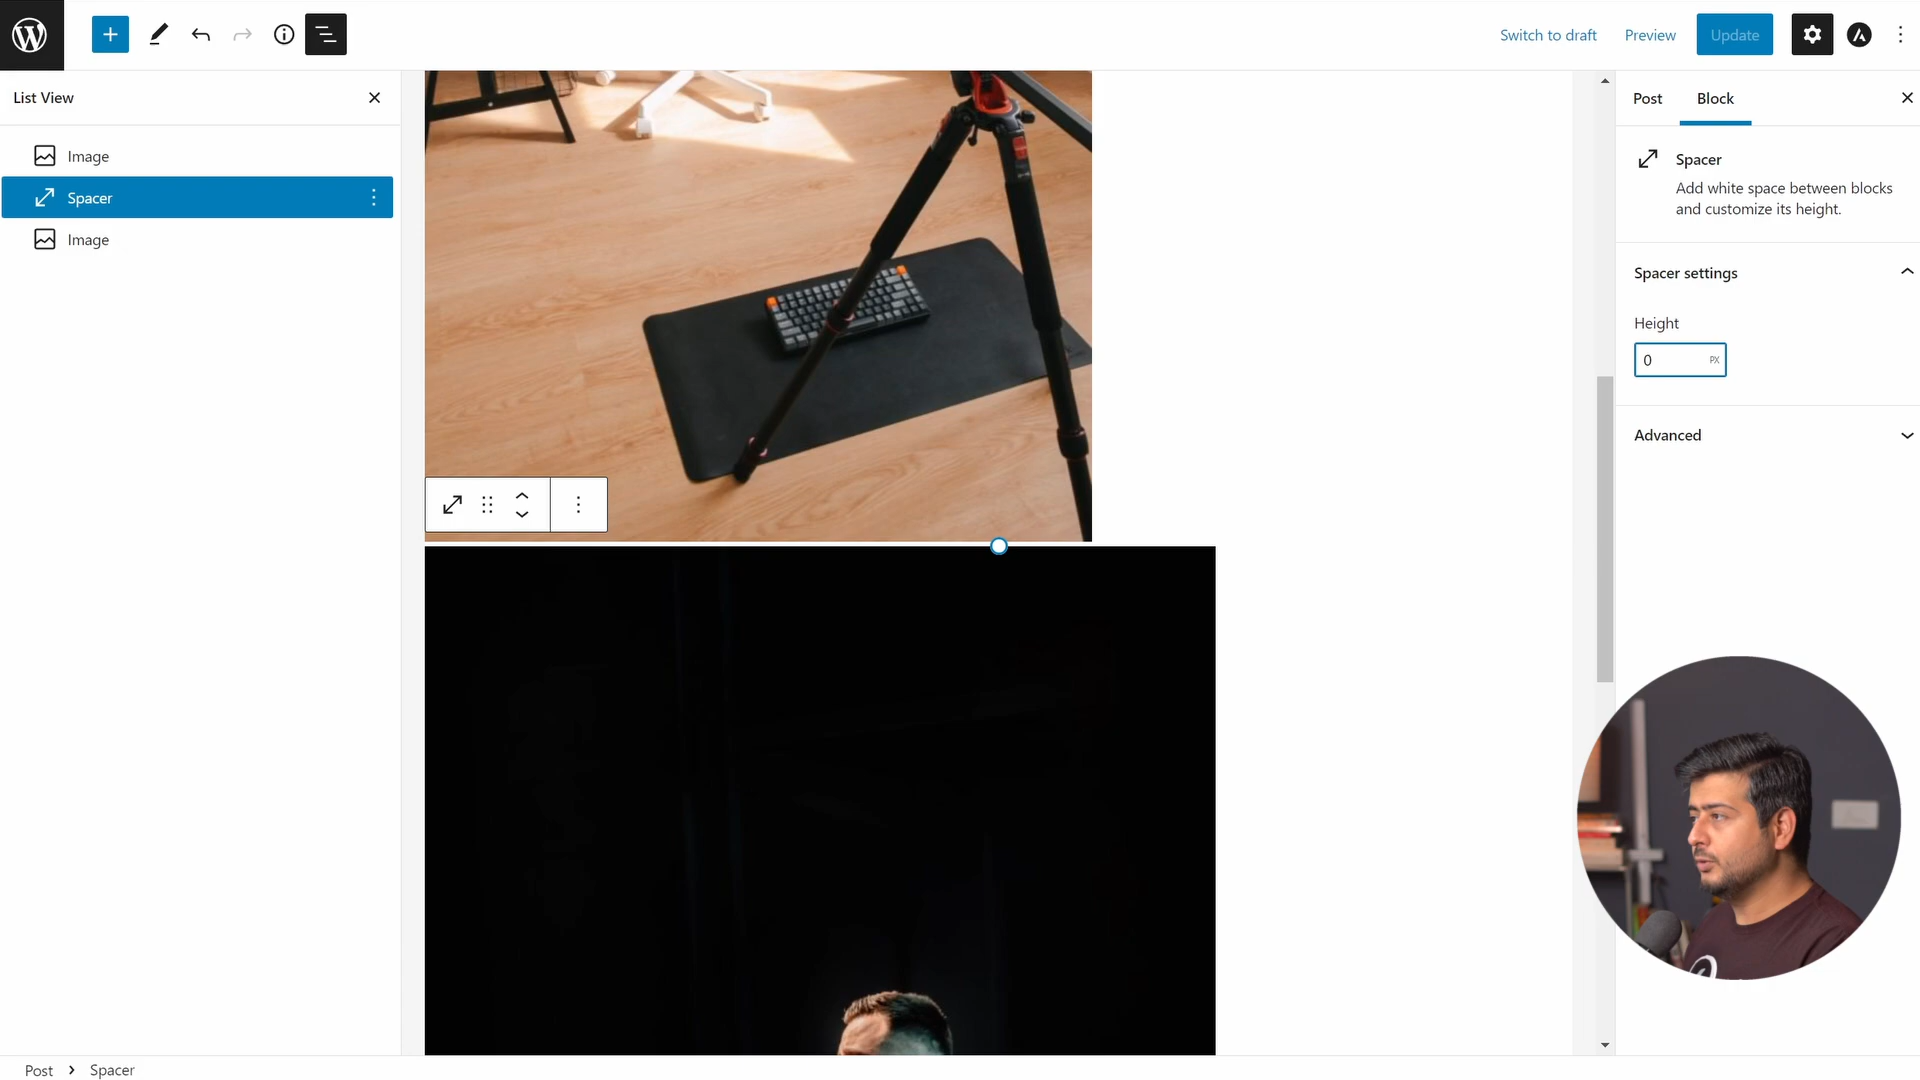 Switch to draft
Preview
Update
List View
Image
Spacer
Image
Post
Block
Spacer
Add white space between blocks
and customize its height.
Spacer settings
Height
0
PX
Advanced
Post
Spacer